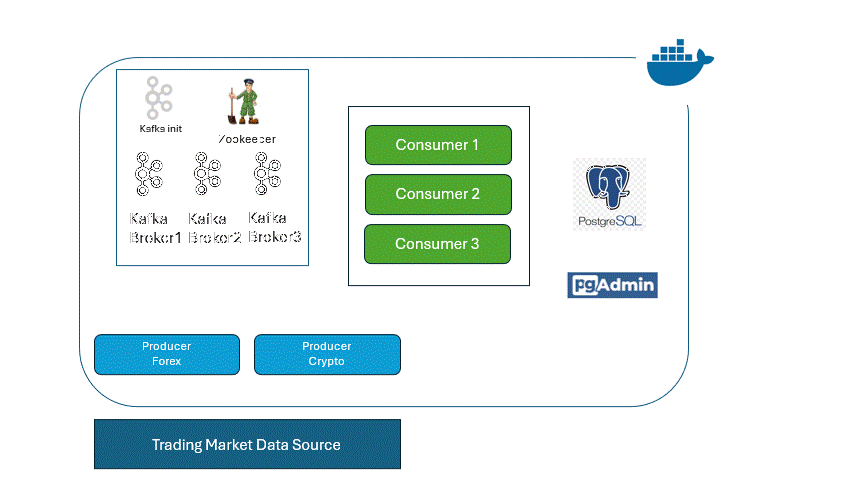 Kafka init
Zookeeper
Kafka
Broker1
Kafka
Broker2
Kafka
Broker3
Consumer 1
Consumer 2
Consumer 3
PostgreSQL
pgAdmin
Producer
Forex
Producer
Crypto
Trading Market Data Source